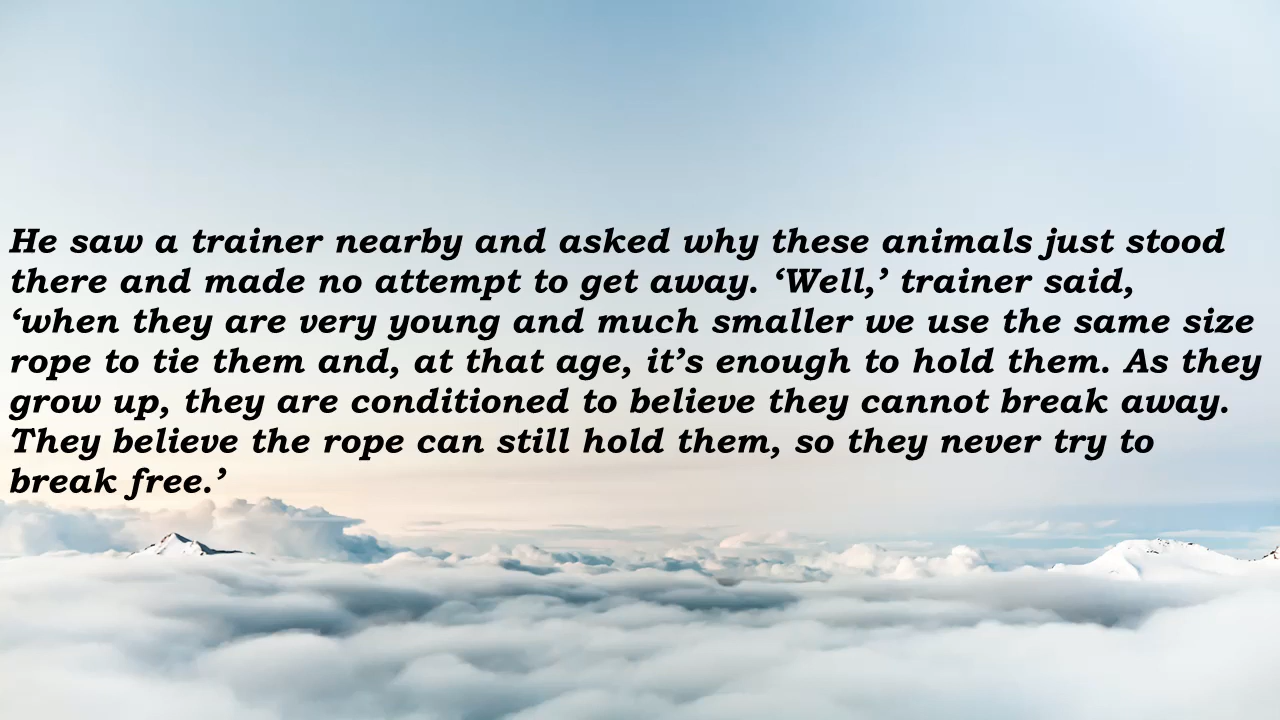 He saw a trainer nearby and asked why these animals just stood
there and made no attempt to get away. ‘Well,’ trainer said,
‘when they are very young and much smaller we use the same size
rope to tie them and, at that age, it’s enough to hold them. As they
grow up, they are conditioned to believe they cannot break away.
They believe the rope can still hold them, so they never try to
break free.’